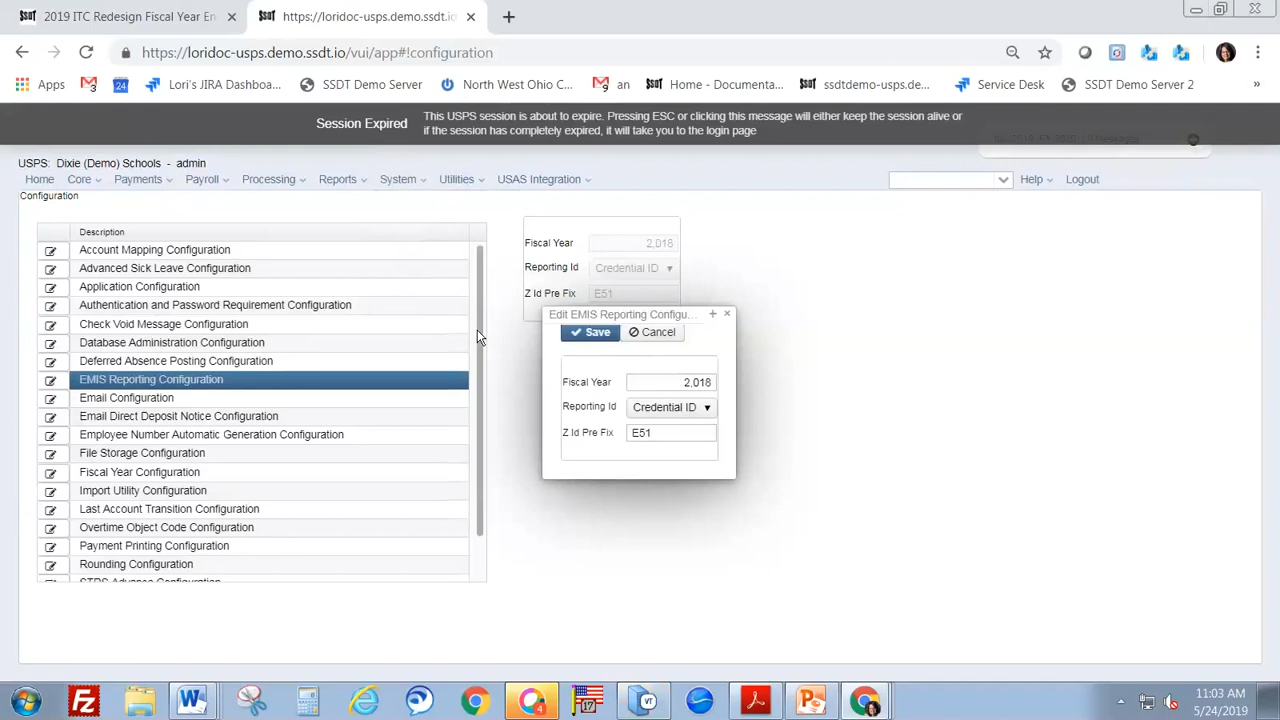 2019 ITC Redesign Fiscal Year En
https://loridoc-usps.demo.ssdt.io
https://loridoc-usps.demo.ssdt.io/vui/app#!configuration
Apps
24
Lori's JIRA Dashboa...
SSDT Demo Server
North West Ohio C...
an
Home - Documenta...
ssdtdemo-usps.de...
Service Desk
SSDT Demo Server 2
»
Session Expired
This USPS session is about to expire. Pressing ESC or clicking this message will either keep the session alive or
if the session has completely expired, it will take you to the login page
USPS: Dixie (Demo) Schools - admin
Home Core Payments Payroll Processing Reports System Utilities USAS Integration Help Logout
Configuration
Description
Account Mapping Configuration
Advanced Sick Leave Configuration
Application Configuration
Authentication and Password Requirement Configuration
Check Void Message Configuration
Database Administration Configuration
Deferred Absence Posting Configuration
EMIS Reporting Configuration
Email Configuration
Email Direct Deposit Notice Configuration
Employee Number Automatic Generation Configuration
File Storage Configuration
Fiscal Year Configuration
Import Utility Configuration
Last Account Transition Configuration
Overtime Object Code Configuration
Payment Printing Configuration
Rounding Configuration
STRS Advance Configuration
Fiscal Year 2,018
Reporting Id Credential ID
Z Id Pre Fix E51
Edit EMIS Reporting Configu...
Save Cancel
Fiscal Year 2,018
Reporting Id Credential ID
Z Id Pre Fix E51
11:03 AM
5/24/2019